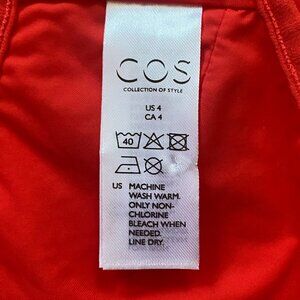 COS
COLLECTION OF STYLE
US 4
CA 4
40
US MACHINE
WASH WARM.
ONLY NON-
CHLORINE
BLEACH WHEN
NEEDED.
LINE DRY.